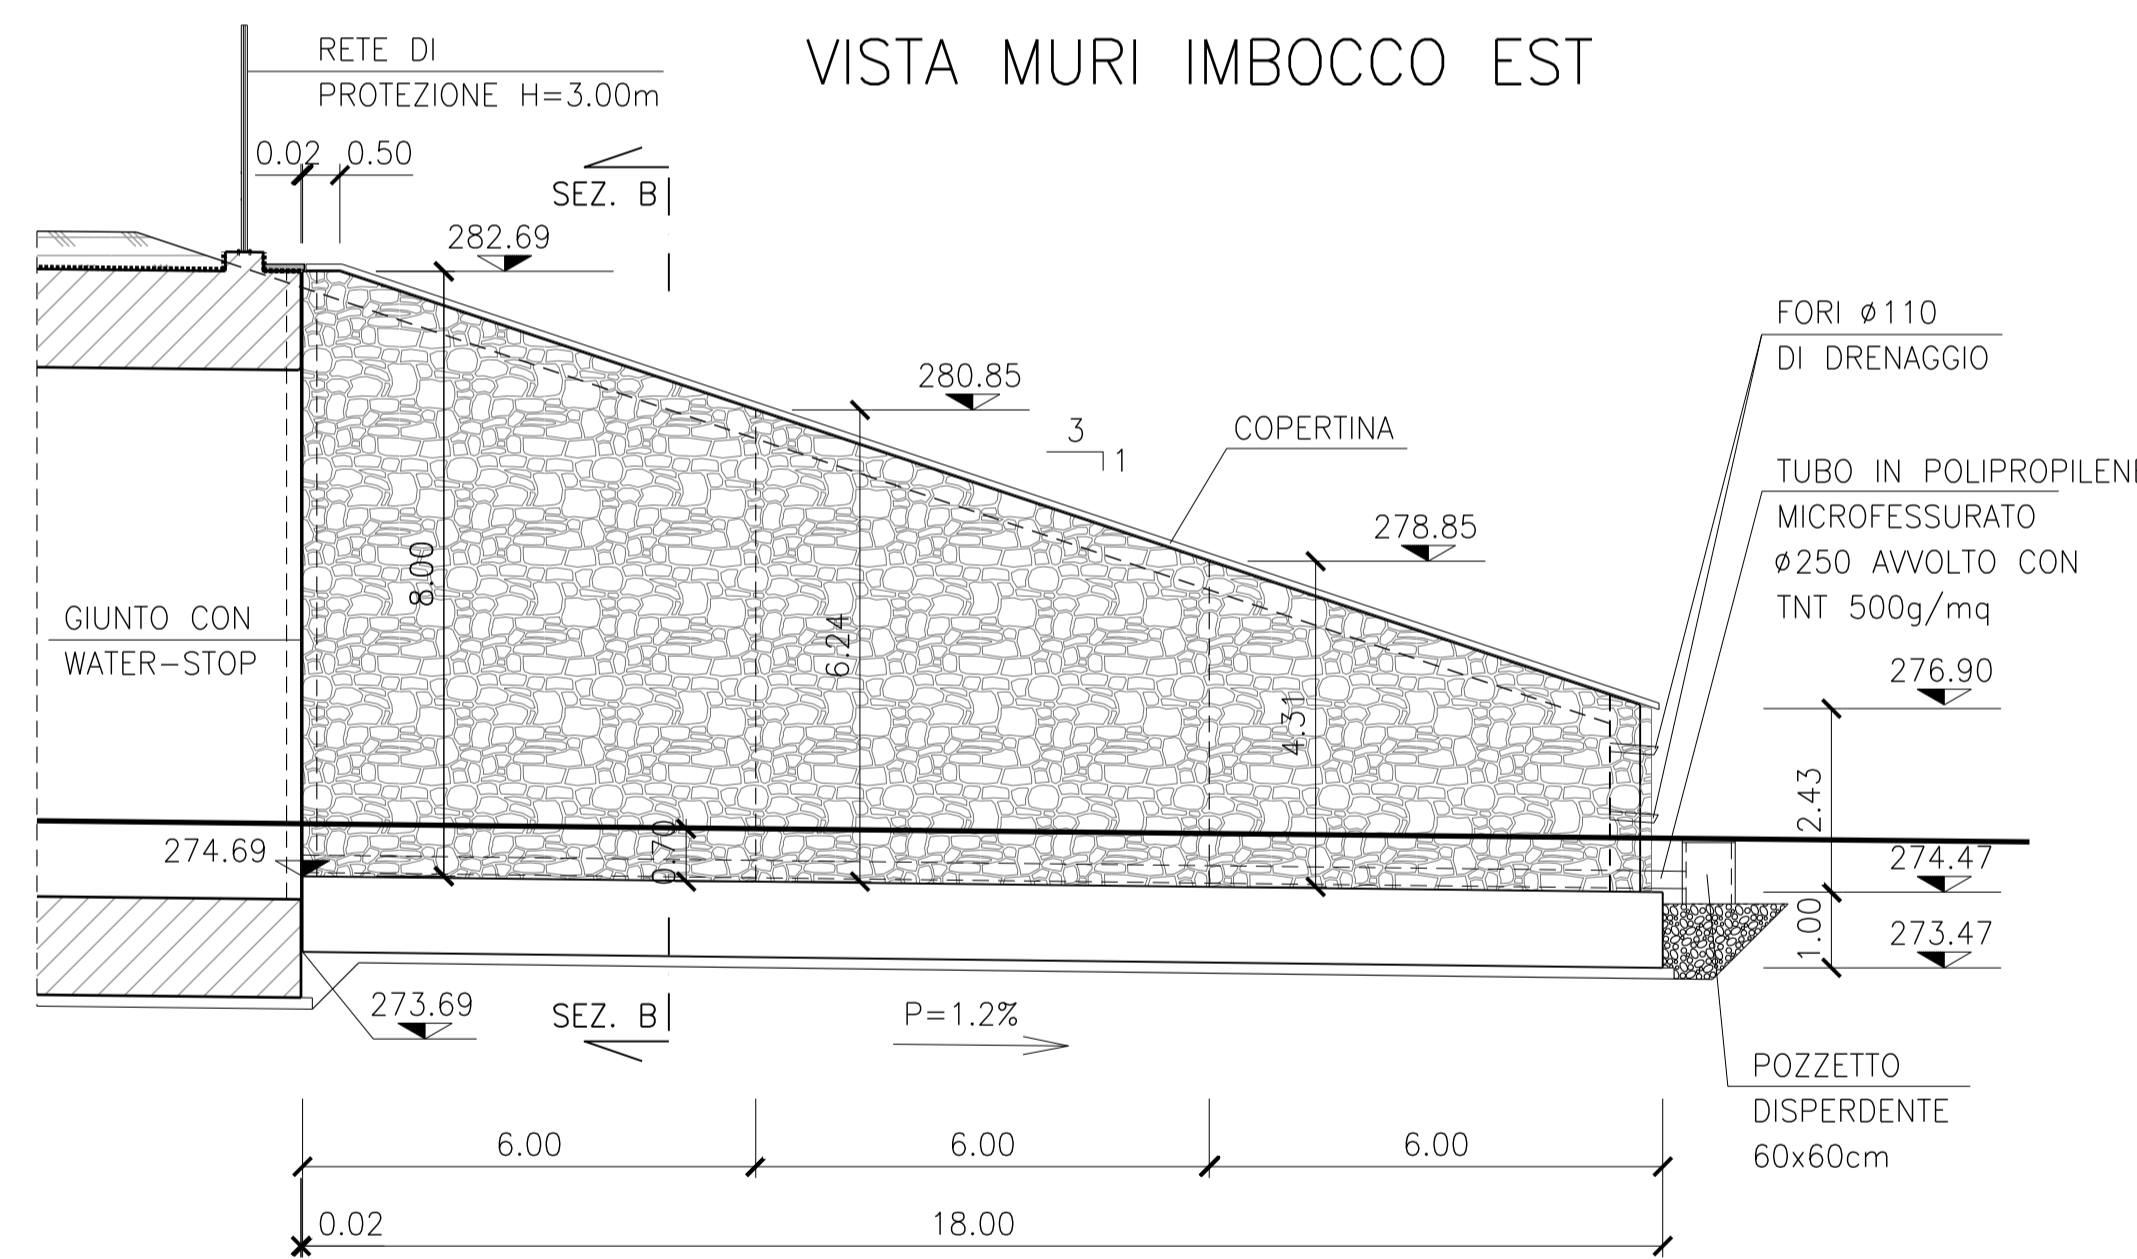 VISTA MURI IMBOCCO EST
RETE DI
PROTEZIONE H=3.00m
0.02
0.50
SEZ. B
282.69
280.85
3
1
COPERTINA
278.85
FORI ø110
DI DRENAGGIO
TUBO IN POLIPROPILENE
MICROFESSURATO
ø250 AVVOLTO CON
TNT 500g/mq
276.90
8.00
6.24
4.31
GIUNTO CON
WATER-STOP
2.43
0.70
274.69
274.47
1.00
273.47
273.69
SEZ. B
P=1.2%
POZZETTO
DISPERDENTE
60x60cm
6.00
6.00
6.00
0.02
18.00